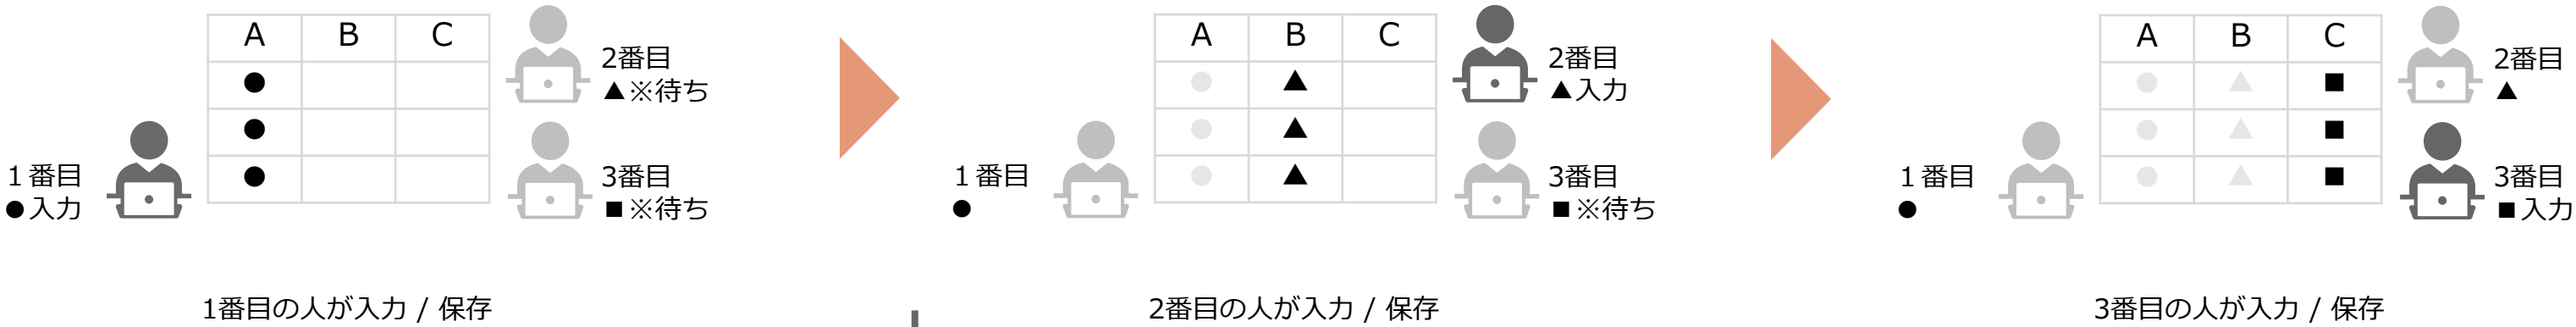 A B C
●
●
●
1番目
●入力
2番目
▲※待ち
3番目
■※待ち
1番目の人が入力 / 保存
A B C
● ▲
● ▲
● ▲
1番目
●
2番目
▲入力
3番目
■※待ち
2番目の人が入力 / 保存
A B C
● ▲ ■
● ▲ ■
● ▲ ■
1番目
●
2番目
▲
3番目
■入力
3番目の人が入力 / 保存